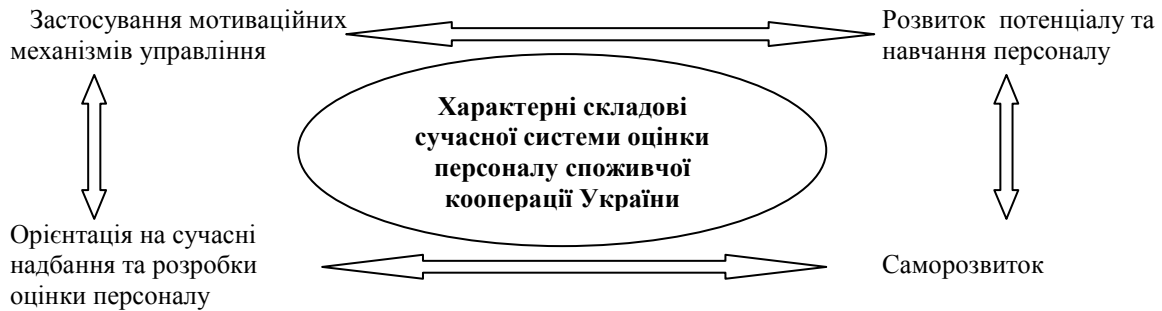 Застосування мотиваційних
механізмів управління
Розвиток потенціалу та
навчання персоналу
Характерні складові
сучасної системи оцінки
персоналу споживчої
кооперації України
Орієнтація на сучасні
надбання та розробки
оцінки персоналу
Саморозвиток